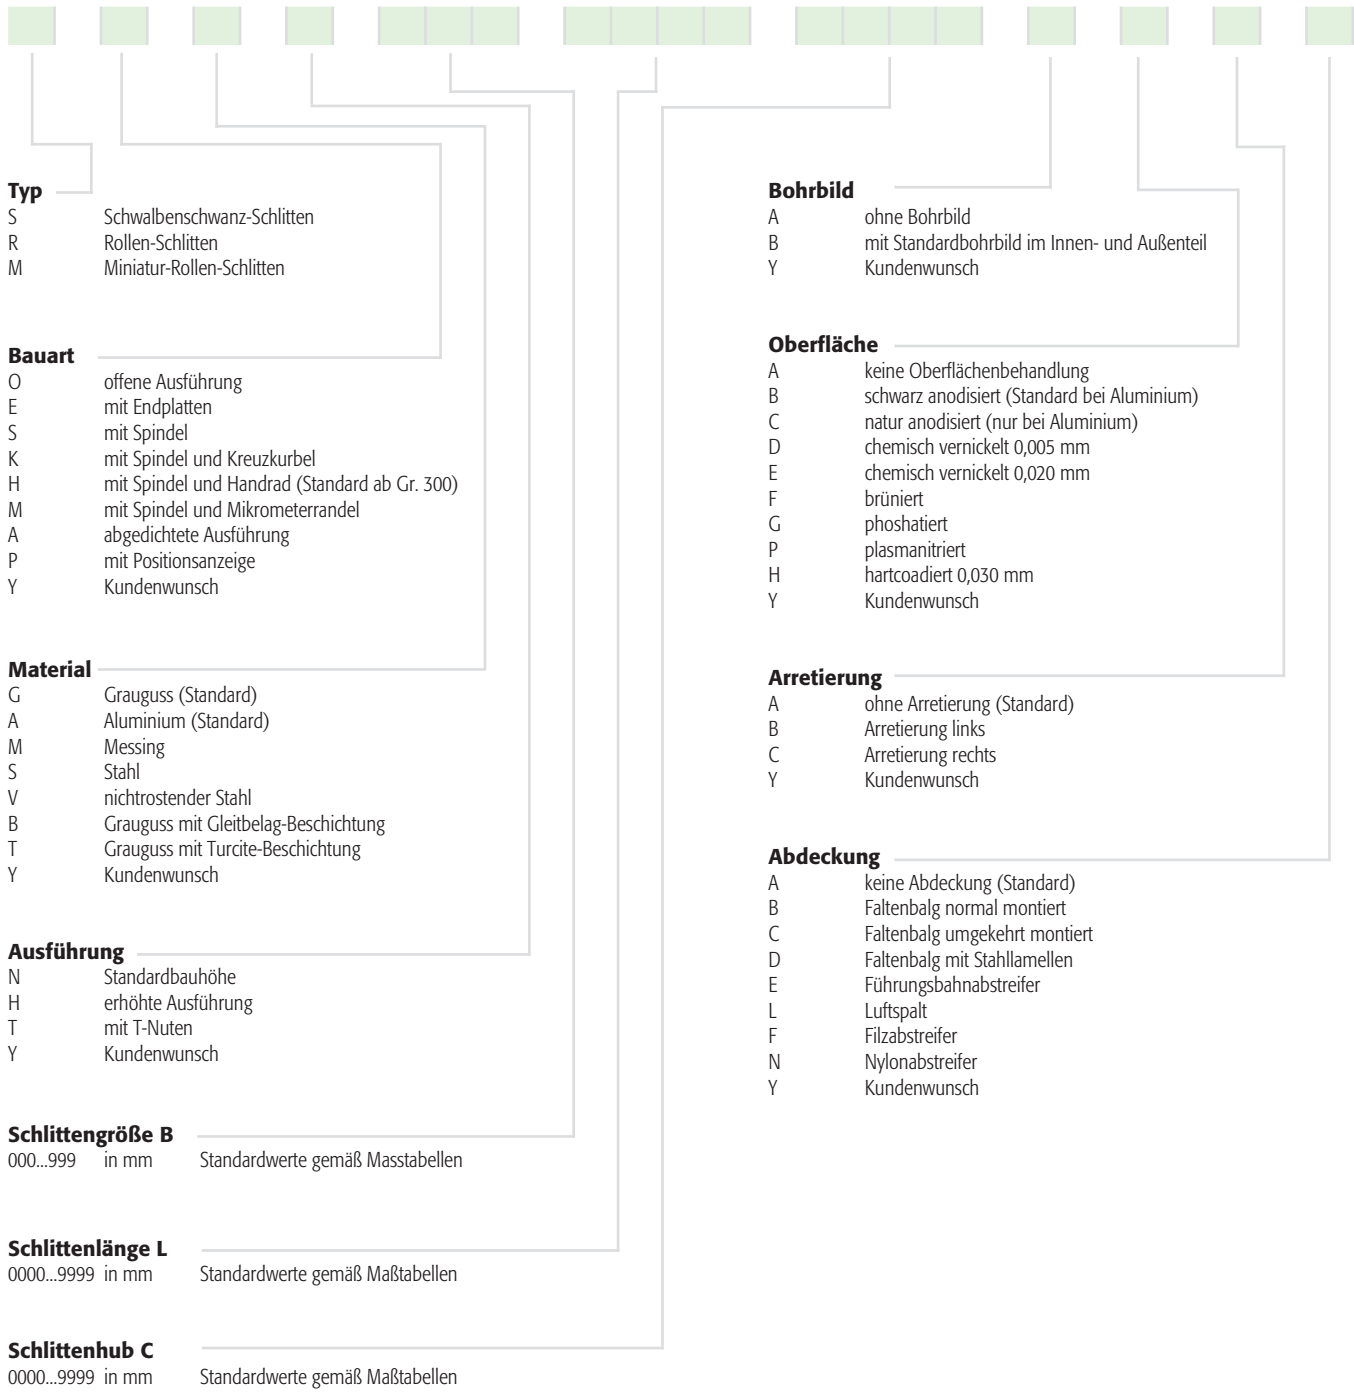 Typ
S Schwalbenschwanz-Schlitten
R Rollen-Schlitten
M Miniatur-Rollen-Schlitten
Bauart
O offene Ausführung
E mit Endplatten
S mit Spindel
K mit Spindel und Kreuzkurbel
H mit Spindel und Handrad (Standard ab Gr. 300)
M mit Spindel und Mikrometerrandel
A abgedichtete Ausführung
P mit Positionsanzeige
Y Kundenwunsch
Material
G Grauguss (Standard)
A Aluminium (Standard)
M Messing
S Stahl
V nichtrostender Stahl
B Grauguss mit Gleitbelag-Beschichtung
T Grauguss mit Turcite-Beschichtung
Y Kundenwunsch
Ausführung
N Standardbauhöhe
H erhöhte Ausführung
T mit T-Nuten
Y Kundenwunsch
Schlittengröße B
000...999 in mm Standardwerte gemäß Masstabellen
Schlittenlänge L
0000...9999 in mm Standardwerte gemäß Maßtabellen
Schlittenhub C
0000...9999 in mm Standardwerte gemäß Maßtabellen
Bohrbild
A ohne Bohrbild
B mit Standardbohrbild im Innen- und Außenteil
Y Kundenwunsch
Oberfläche
A keine Oberflächenbehandlung
B schwarz anodisiert (Standard bei Aluminium)
C natur anodisiert (nur bei Aluminium)
D chemisch vernickelt 0,005 mm
E chemisch vernickelt 0,020 mm
F brüniert
G phoshatiert
P plasmanitriert
H hartcoadiert 0,030 mm
Y Kundenwunsch
Arretierung
A ohne Arretierung (Standard)
B Arretierung links
C Arretierung rechts
Y Kundenwunsch
Abdeckung
A keine Abdeckung (Standard)
B Faltenbalg normal montiert
C Faltenbalg umgekehrt montiert
D Faltenbalg mit Stahllamellen
E Führungsbahnabstreifer
L Luftspalt
F Filzabstreifer
N Nylonabstreifer
Y Kundenwunsch